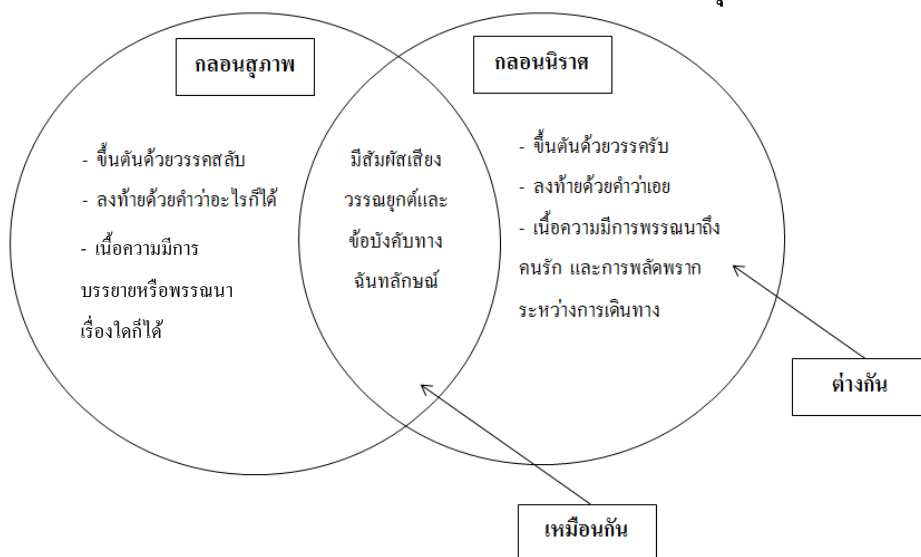 กลอนสุภาพ
- ขึ้นต้นด้วยวรรคสลับ
- ลงท้ายด้วยคำว่าอะไรก็ได้
- เนื้อความมีการ
บรรยายหรือพรรณนา
เรื่องใดก็ได้
มีสัมผัสเสียง
วรรณยุกต์และ
ข้อบังคับทาง
ฉันทลักษณ์
กลอนนิราศ
- ขึ้นต้นด้วยวรครับ
- ลงท้ายด้วยคำว่าเอย
- เนื้อความมีการพรรณนาถึง
คนรัก และการพลัดพราก
ระหว่างการเดินทาง
ต่างกัน
เหมือนกัน